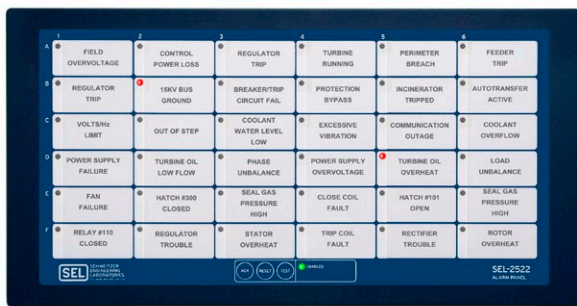 1 2 3 4 5 6
A
FIELD
OVERVOLTAGE
CONTROL
POWER LOSS
REGULATOR
TRIP
TURBINE
RUNNING
PERIMETER
BREACH
FEEDER
TRIP
B
REGULATOR
TRIP
15KV BUS
GROUND
BREAKER/TRIP
CIRCUIT FAIL
PROTECTION
BYPASS
INCINERATOR
TRIPPED
AUTOTRANSFER
ACTIVE
C
VOLTS/Hz
LIMIT
OUT OF STEP
COOLANT
WATER LEVEL
LOW
EXCESSIVE
VIBRATION
COMMUNICATION
OUTAGE
COOLANT
OVERFLOW
D
POWER SUPPLY
FAILURE
TURBINE OIL
LOW FLOW
PHASE
UNBALANCE
POWER SUPPLY
OVERVOLTAGE
TURBINE OIL
OVERHEAT
LOAD
UNBALANCE
E
FAN
FAILURE
HATCH #300
CLOSED
SEAL GAS
PRESSURE
HIGH
CLOSE COIL
FAULT
HATCH #101
OPEN
SEAL GAS
PRESSURE
HIGH
F
RELAY #110
CLOSED
REGULATOR
TROUBLE
STATOR
OVERHEAT
TRIP COIL
FAULT
RECTIFIER
TROUBLE
ROTOR
OVERHEAT
SEL
SCHWEITZER
ENGINEERING
LABORATORIES
ACK RESET TEST
ENABLED
SEL-2522
ALARM PANEL